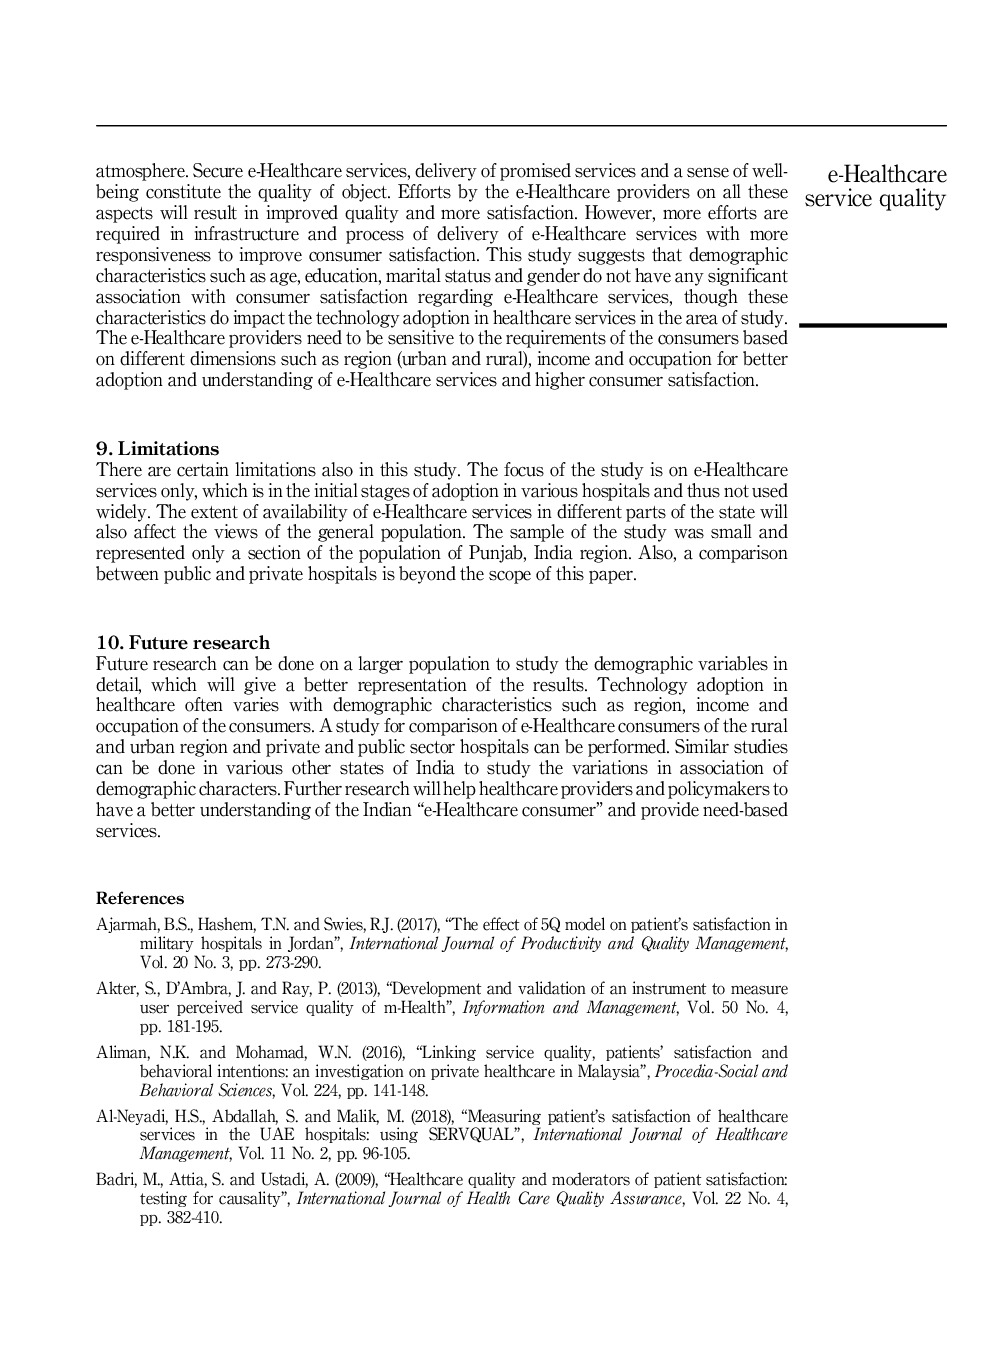 atmosphere. Secure e-Healthcare services, delivery of promised services and a sense of well-
being constitute the quality of object. Efforts by the e-Healthcare providers on all these
aspects will result in improved quality and more satisfaction. However, more efforts are
required in infrastructure and process of delivery of e-Healthcare services with more
responsiveness to improve consumer satisfaction. This study suggests that demographic
characteristics such as age, education, marital status and gender do not have any significant
association with consumer satisfaction regarding e-Healthcare services, though these
characteristics do impact the technology adoption in healthcare services in the area of study.
The e-Healthcare providers need to be sensitive to the requirements of the consumers based
on different dimensions such as region (urban and rural), income and occupation for better
adoption and understanding of e-Healthcare services and higher consumer satisfaction.
e-Healthcare
service quality
9. Limitations
There are certain limitations also in this study. The focus of the study is on e-Healthcare
services only, which is in the initial stages of adoption in various hospitals and thus not used
widely. The extent of availability of e-Healthcare services in different parts of the state will
also affect the views of the general population. The sample of the study was small and
represented only a section of the population of Punjab, India region. Also, a comparison
between public and private hospitals is beyond the scope of this paper.
10. Future research
Future research can be done on a larger population to study the demographic variables in
detail, which will give a better representation of the results. Technology adoption in
healthcare often varies with demographic characteristics such as region, income and
occupation of the consumers. A study for comparison of e-Healthcare consumers of the rural
and urban region and private and public sector hospitals can be performed. Similar studies
can be done in various other states of India to study the variations in association of
demographic characters. Further research will help healthcare providers and policymakers to
have a better understanding of the Indian “e-Healthcare consumer” and provide need-based
services.
References
Ajarmah, B.S., Hashem, T.N. and Swies, R.J. (2017), “The effect of 5Q model on patient’s satisfaction in
military hospitals in Jordan”, International Journal of Productivity and Quality Management,
Vol. 20 No. 3, pp. 273-290.
Akter, S., D’Ambra, J. and Ray, P. (2013), “Development and validation of an instrument to measure
user perceived service quality of m-Health”, Information and Management, Vol. 50 No. 4,
pp. 181-195.
Aliman, N.K. and Mohamad, W.N. (2016), “Linking service quality, patients’ satisfaction and
behavioral intentions: an investigation on private healthcare in Malaysia”, Procedia-Social and
Behavioral Sciences, Vol. 224, pp. 141-148.
Al-Neyadi, H.S., Abdallah, S. and Malik, M. (2018), “Measuring patient’s satisfaction of healthcare
services in the UAE hospitals: using SERVQUAL”, International Journal of Healthcare
Management, Vol. 11 No. 2, pp. 96-105.
Badri, M., Attia, S. and Ustadi, A. (2009), “Healthcare quality and moderators of patient satisfaction:
testing for causality”, International Journal of Health Care Quality Assurance, Vol. 22 No. 4,
pp. 382-410.